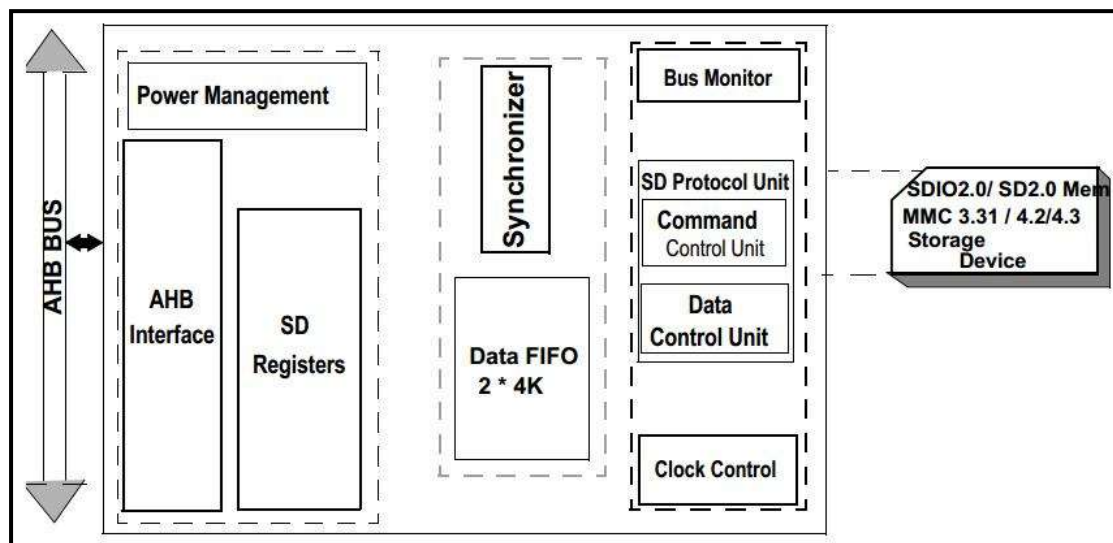 AHB BUS
Power Management
AHB
Interface
SD
Registers
Synchronizer
Data FIFO
2 * 4K
Bus Monitor
SD Protocol Unit
Command
Control Unit
Data
Control Unit
Clock Control
SDIO2.0/ SD2.0 Mem
MMC 3.31 / 4.2/4.3
Storage
Device